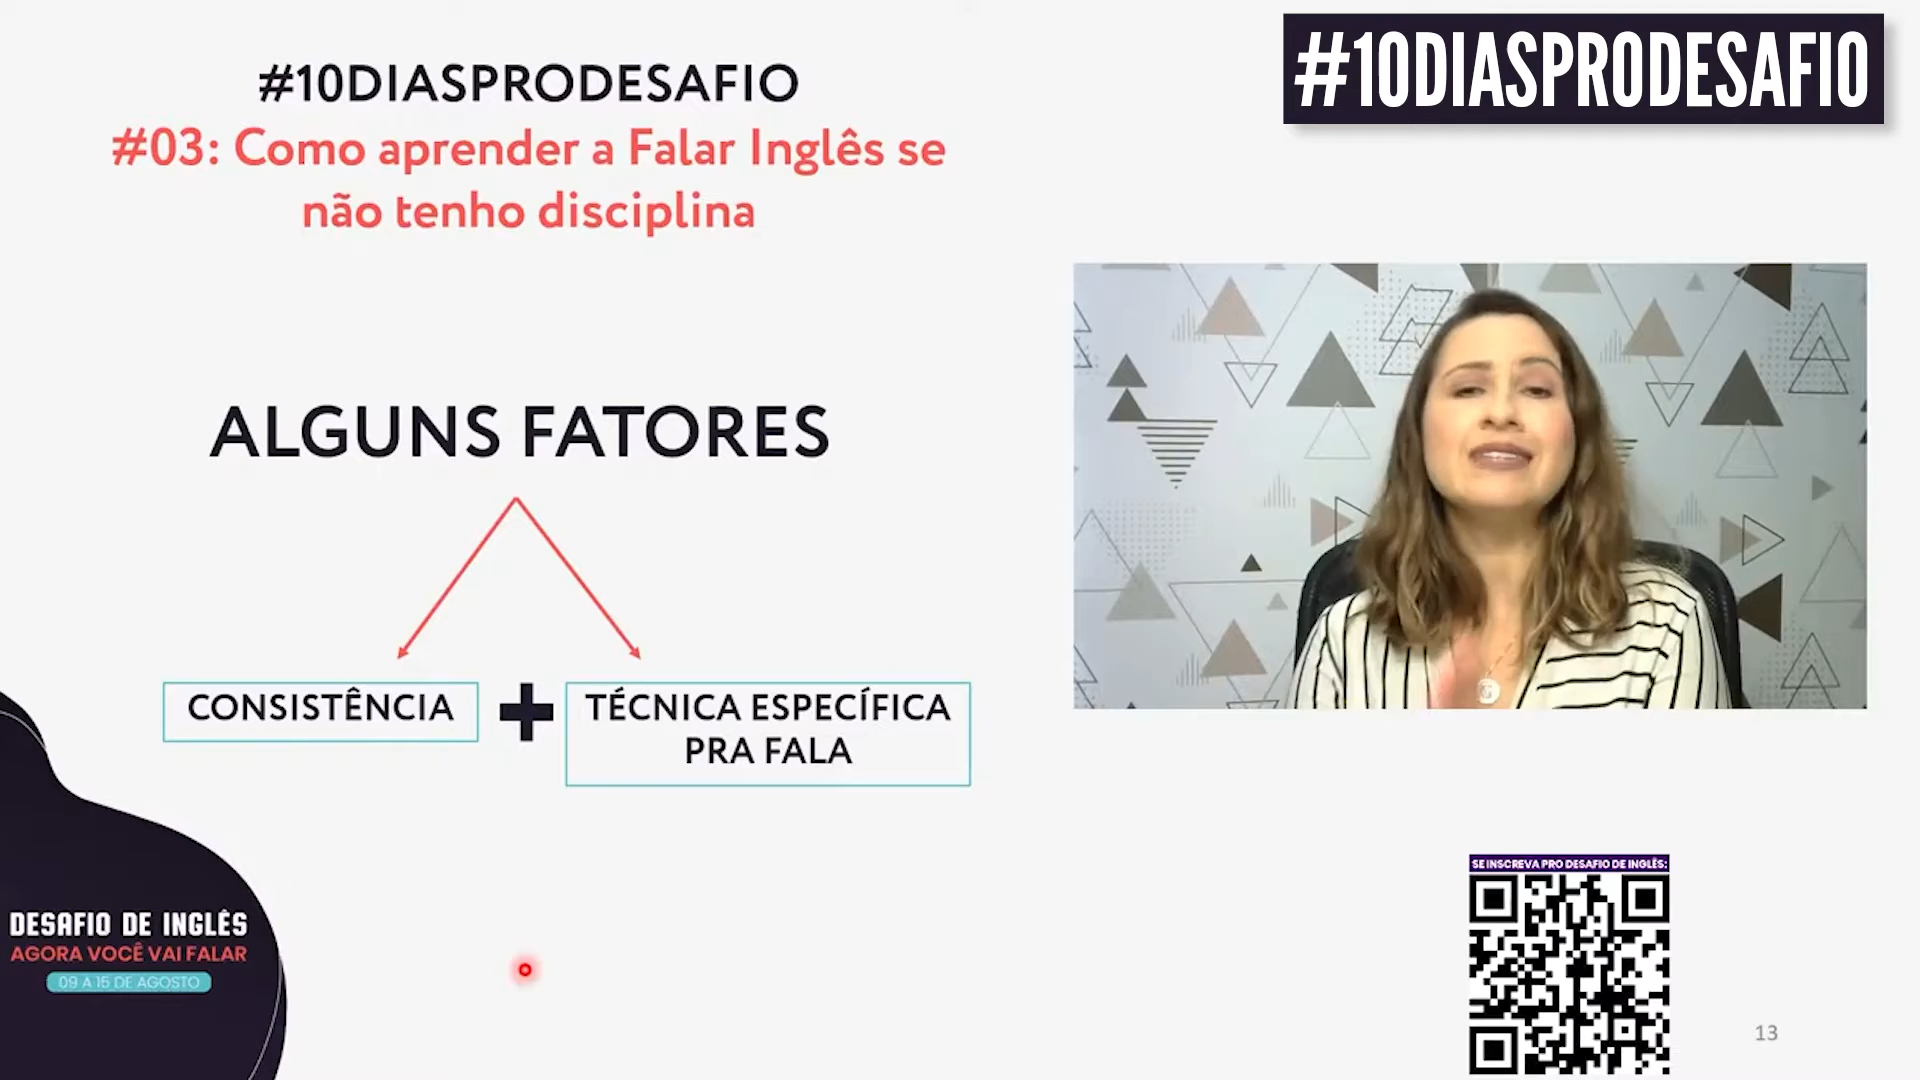 #10DIASPRODESAFIO
#10DIASPRODESAFIO
#03: Como aprender a Falar Inglês se
não tenho disciplina
ALGUNS FATORES
CONSISTÊNCIA
TÉCNICA ESPECÍFICA
PRA FALA
SE INSCREVA PRO DESAFIO DE INGLÊS:
DESAFIO DE INGLÊS
AGORA VOCÊ VAI FALAR
09 A 15 DE AGOSTO
13